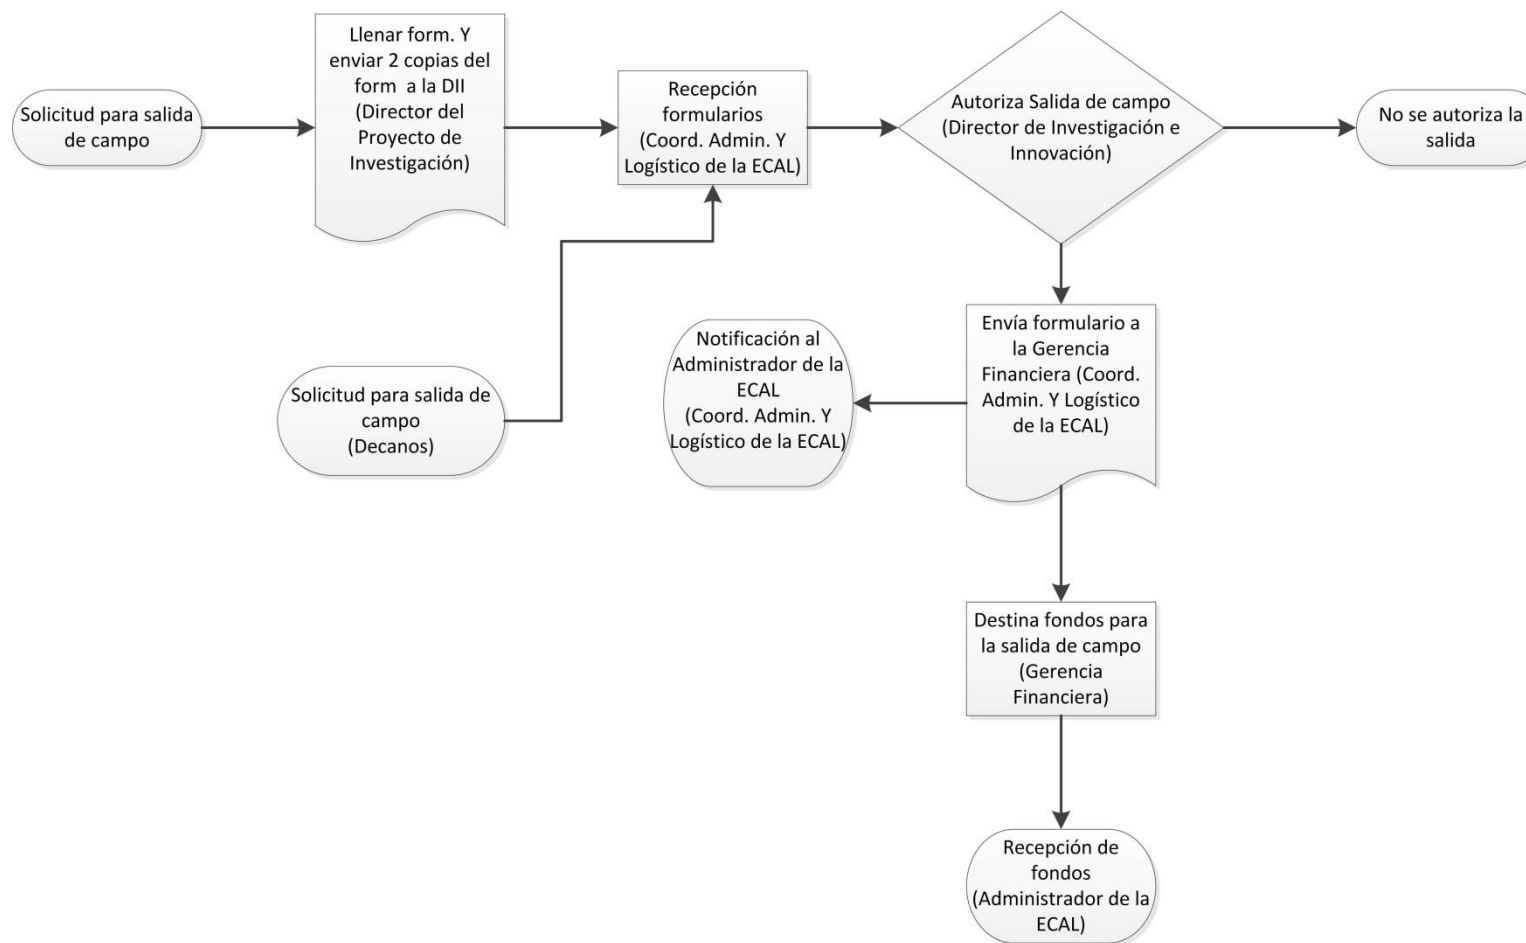 Solicitud para salida
de campo
Llenar form. Y
enviar 2 copias del
form  a la DII
(Director del
Proyecto de
Investigación)
Recepción
formularios
(Coord. Admin. Y
Logístico de la ECAL)
Autoriza Salida de campo
(Director de Investigación e
Innovación)
No se autoriza la
salida
Solicitud para salida de
campo
(Decanos)
Notificación al
Administrador de la
ECAL
(Coord. Admin. Y
Logístico de la ECAL)
Envía formulario a
la Gerencia
Financiera (Coord.
Admin. Y Logístico
de la ECAL)
Destina fondos para
la salida de campo
(Gerencia
Financiera)
Recepción de
fondos
(Administrador de la
ECAL)